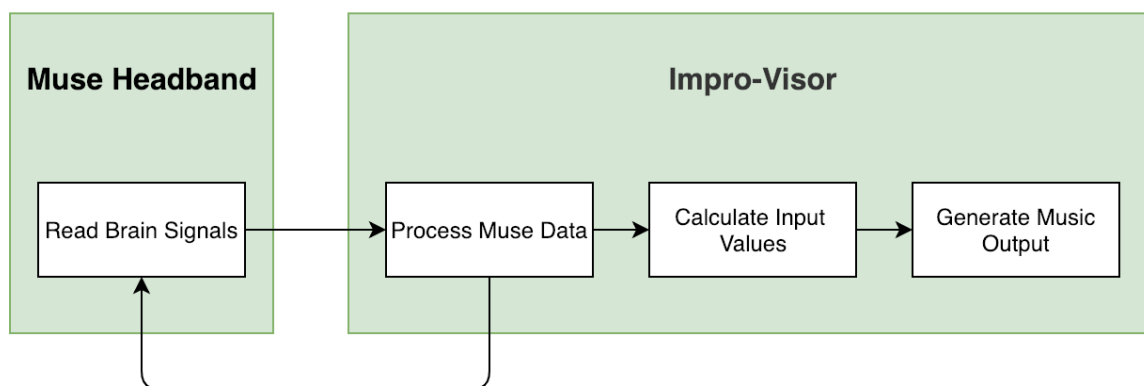 Muse Headband
Impro-Visor
Read Brain Signals
Process Muse Data
Calculate Input
Values
Generate Music
Output